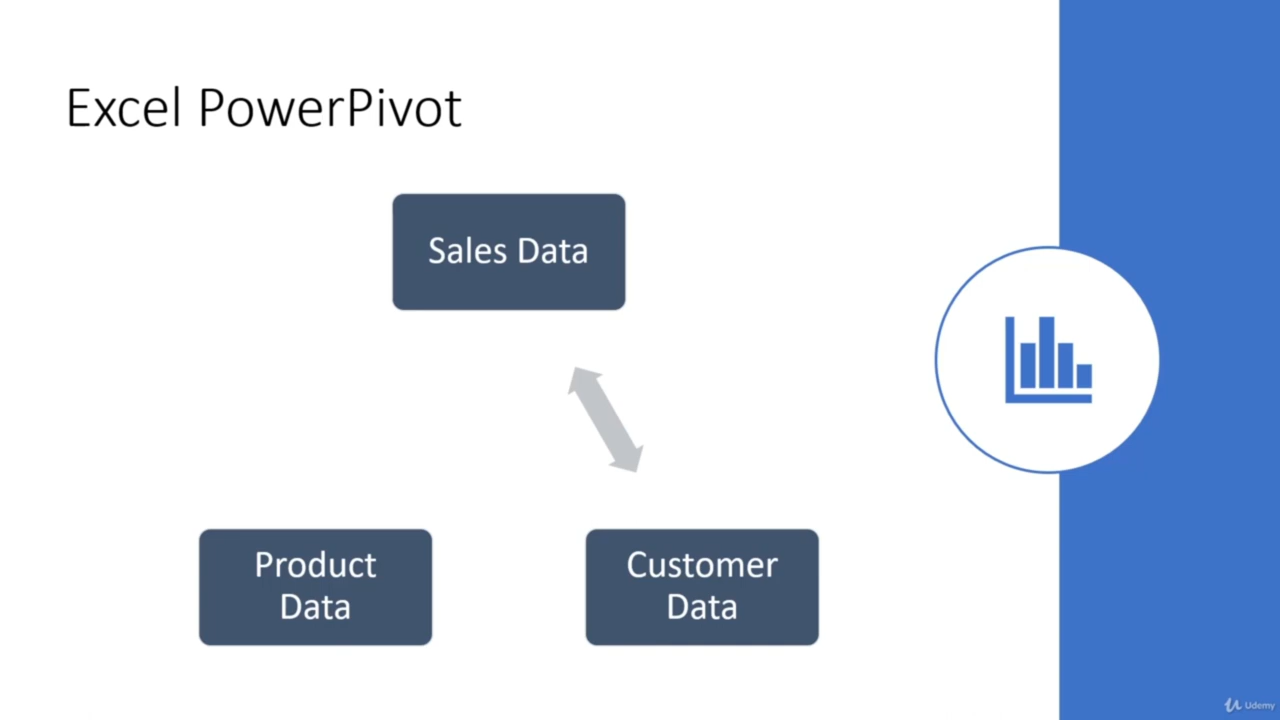 Excel PowerPivot
Sales Data
Product
Data
Customer
Data
Udemy